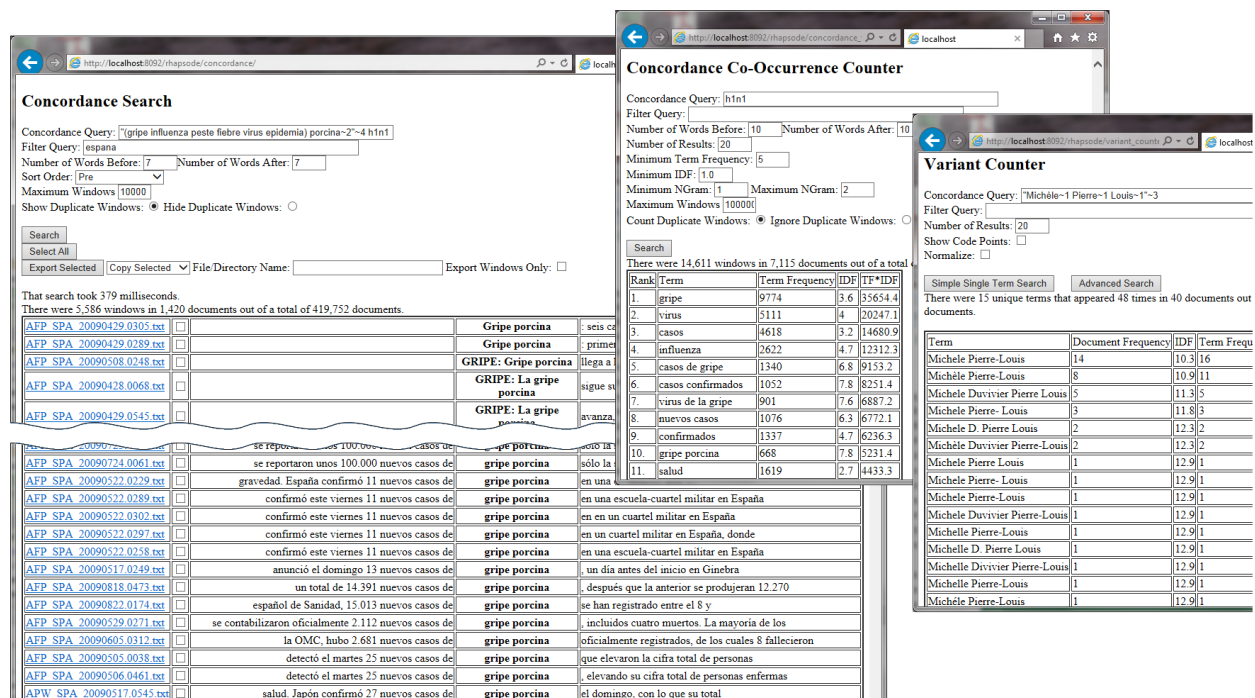 http://localhost:8092/rhapsode/concordance/
Concordance Search
Concordance Query: "(gripe influenza peste fiebre virus epidemia) porcina~2"~4 h1n1
Filter Query: espana
Number of Words Before: 7 Number of Words After: 7
Sort Order: Pre
Maximum Windows 10000
Show Duplicate Windows: Hide Duplicate Windows:
Search
Select All
Export Selected Copy Selected File/Directory Name: Export Windows Only:
That search took 379 milliseconds.
There were 5,586 windows in 1,420 documents out of a total of 419,752 documents.
AFP_SPA_20090429.0305.txt Gripe porcina : seis
AFP_SPA_20090429.0289.txt Gripe porcina :
AFP_SPA_20090508.0248.txt GRIPE: Gripe porcina llega a
AFP_SPA_20090428.0068.txt GRIPE: La gripe porcina sigue
AFP_SPA_20090429.0545.txt GRIPE: La gripe avanza,
se 100.000 casos de gripe porcina sólo la
AFP_SPA_20090724.0061.txt se reportaron unos 100.000 nuevos casos de gripe porcina sólo la
AFP_SPA_20090522.0229.txt gravedad. España confirmó 11 nuevos casos de gripe porcina en una
AFP_SPA_20090522.0289.txt confirmó este viernes 11 nuevos casos de gripe porcina en una escuela-cuartel militar en España
AFP_SPA_20090522.0302.txt confirmó este viernes 11 nuevos casos de gripe porcina en en un cuartel militar en España
AFP_SPA_20090522.0297.txt confirmó este viernes 11 nuevos casos de gripe porcina en un cuartel militar en España, donde
AFP_SPA_20090522.0258.txt confirmó este viernes 11 nuevos casos de gripe porcina en una escuela-cuartel militar en España
AFP_SPA_20090517.0249.txt anunció el domingo 13 nuevos casos de gripe porcina , un día antes del inicio en Ginebra
AFP_SPA_20090818.0473.txt un total de 14.391 nuevos casos de gripe porcina , después que la anterior se produjeran 12.270
AFP_SPA_20090822.0174.txt español de Sanidad, 15.013 nuevos casos de gripe porcina se han registrado entre el 8 y
AFP_SPA_20090529.0271.txt se contabilizaron oficialmente 2.112 nuevos casos de gripe porcina , incluidos cuatro muertos. La mayoría de los
AFP_SPA_20090605.0312.txt la OMC, hubo 2.681 nuevos casos de gripe porcina oficialmente registrados, de los cuales 8 fallecieron
AFP_SPA_20090505.0038.txt detectó el martes 25 nuevos casos de gripe porcina que elevaron la cifra total de personas
AFP_SPA_20090506.0461.txt detectó el martes 25 nuevos casos de gripe porcina , elevando su cifra total de personas enfermas
APW_SPA_20090517.0545.txt salud. Japón confirmó 27 nuevos casos de gripe porcina el domingo, con lo que su total
http://localhost:8092/rhapsode/concordance_ localhost
Concordance Co-Occurrence Counter
Concordance Query: h1n1
Filter Query:
Number of Words Before: 10 Number of Words After: 10
Number of Results: 20
Minimum Term Frequency: 5
Minimum IDF: 1.0
Minimum NGram: 1 Maximum NGram: 2
Maximum Windows 10000
Count Duplicate Windows: Ignore Duplicate Windows:
Search
There were 14,611 windows in 7,115 documents out of a total
Rank Term Term Frequency IDF TF*IDF
1. gripe 9774 3.6 35654.4
2. virus 5111 4 20247.1
3. casos 4618 3.2 14680.9
4. influenza 2622 4.7 12312.3
5. casos de gripe 1340 6.8 9153.2
6. casos confirmados 1052 7.8 8251.4
7. virus de la gripe 901 7.6 6887.2
8. nuevos casos 1076 6.3 6772.1
9. confirmados 1337 4.7 6236.3
10. gripe porcina 668 7.8 5231.4
11. salud 1619 2.7 4433.3
http://localhost:8092/rhapsode/variant_counte localhost
Variant Counter
Concordance Query: "Michèle~1 Pierre~1 Louis~1"~3
Filter Query:
Number of Results: 20
Show Code Points:
Normalize:
Simple Single Term Search Advanced Search
There were 15 unique terms that appeared 48 times in 40 documents out
documents.
Term Document Frequency IDF Term Frequ
Michele Pierre-Louis 14 10.3 16
Michèle Pierre-Louis 8 10.9 11
Michele Duvivier Pierre Louis 5 11.3 5
Michele Pierre- Louis 3 11.8 3
Michele D. Pierre Louis 2 12.3 2
Michèle Duvivier Pierre-Louis 2 12.3 2
Michele Pierre Louis 1 12.9 1
Michele Pierre- Louis 1 12.9 1
Michele Pierre-Louis 1 12.9 1
Michele Duvivier Pierre-Louis 1 12.9 1
Michelle Pierre-Louis 1 12.9 1
Michelle D. Pierre Louis 1 12.9 1
Michelle Divivier Pierre-Louis 1 12.9 1
Michelle Pierre-Louis 1 12.9 1
Michéle Pierre-Louis 1 12.9 1